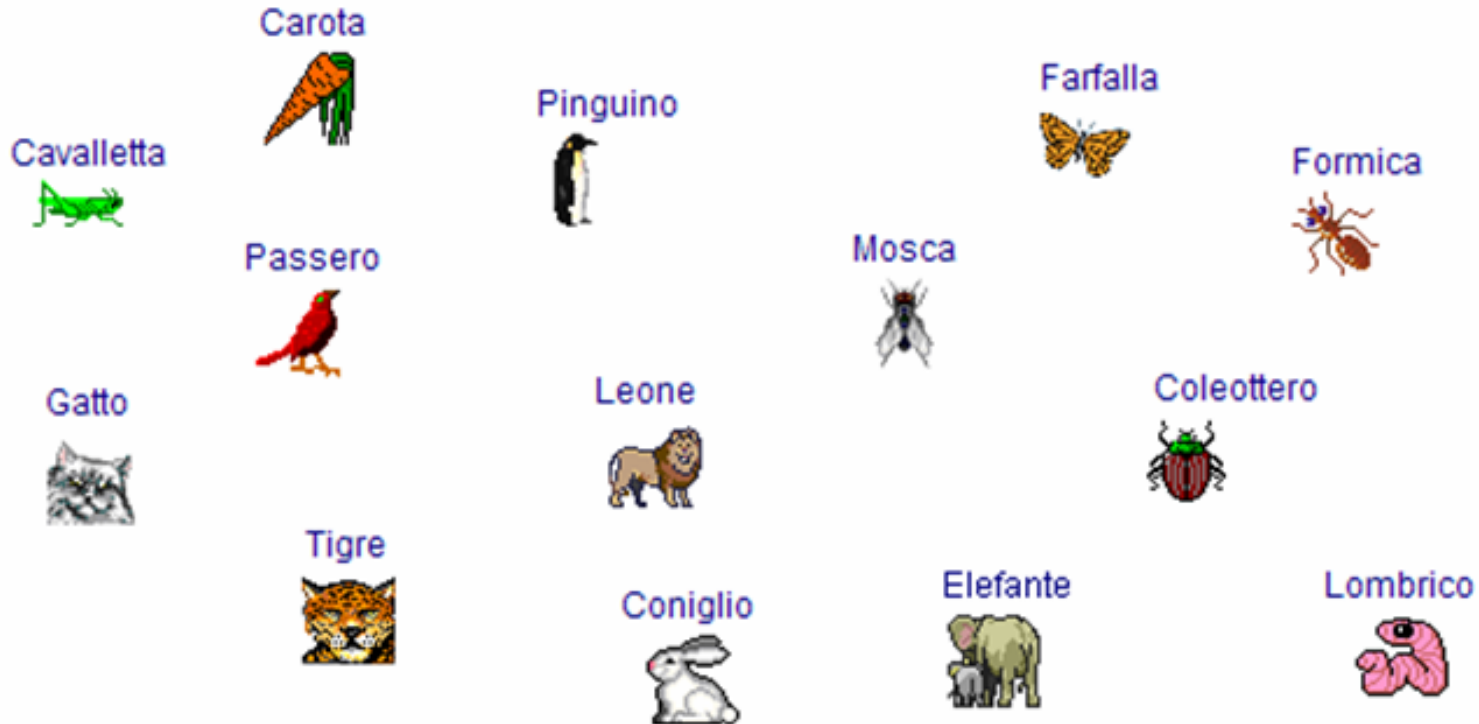 Carota
Farfalla
Pinguino
Cavalletta
Formica
Passero
Mosca
Leone
Coleottero
Gatto
Tigre
Elefante
Lombrico
Coniglio